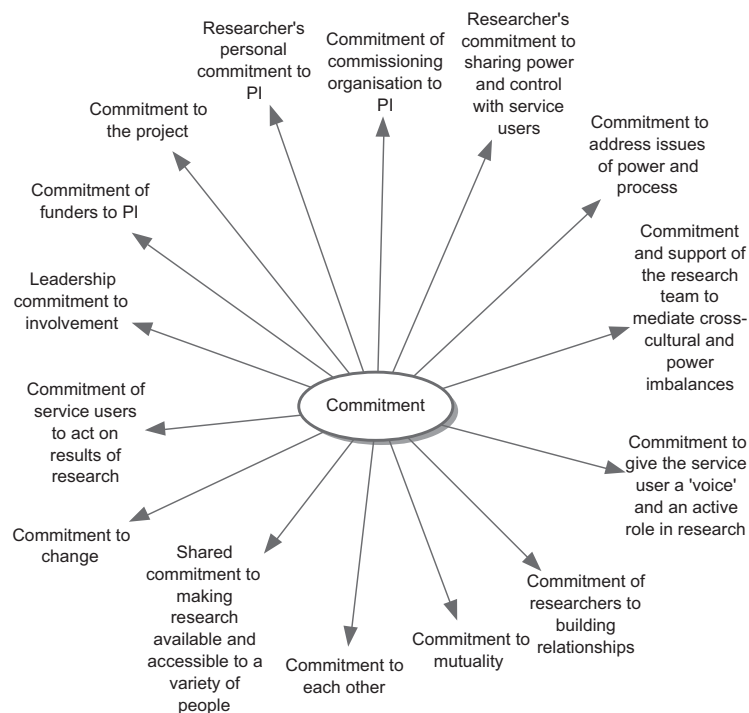 Researcher's
personal
commitment to
PI
Commitment of
commissioning
organisation to
PI
Researcher's
commitment to
sharing power
and control
with service
users
Commitment to
address issues
of power and
process
Commitment
and support of
the research
team to
mediate cross-
cultural and
power
imbalances
Commitment to
give the service
user a 'voice'
and an active
role in research
Commitment of
researchers to
building
relationships
Commitment to
mutuality
Commitment to
each other
Shared
commitment to
making
research
available and
accessible to a
variety of
people
Commitment to
change
Commitment of
service users
to act on
results of
research
Leadership
commitment to
involvement
Commitment of
funders to PI
Commitment to
the project
Commitment